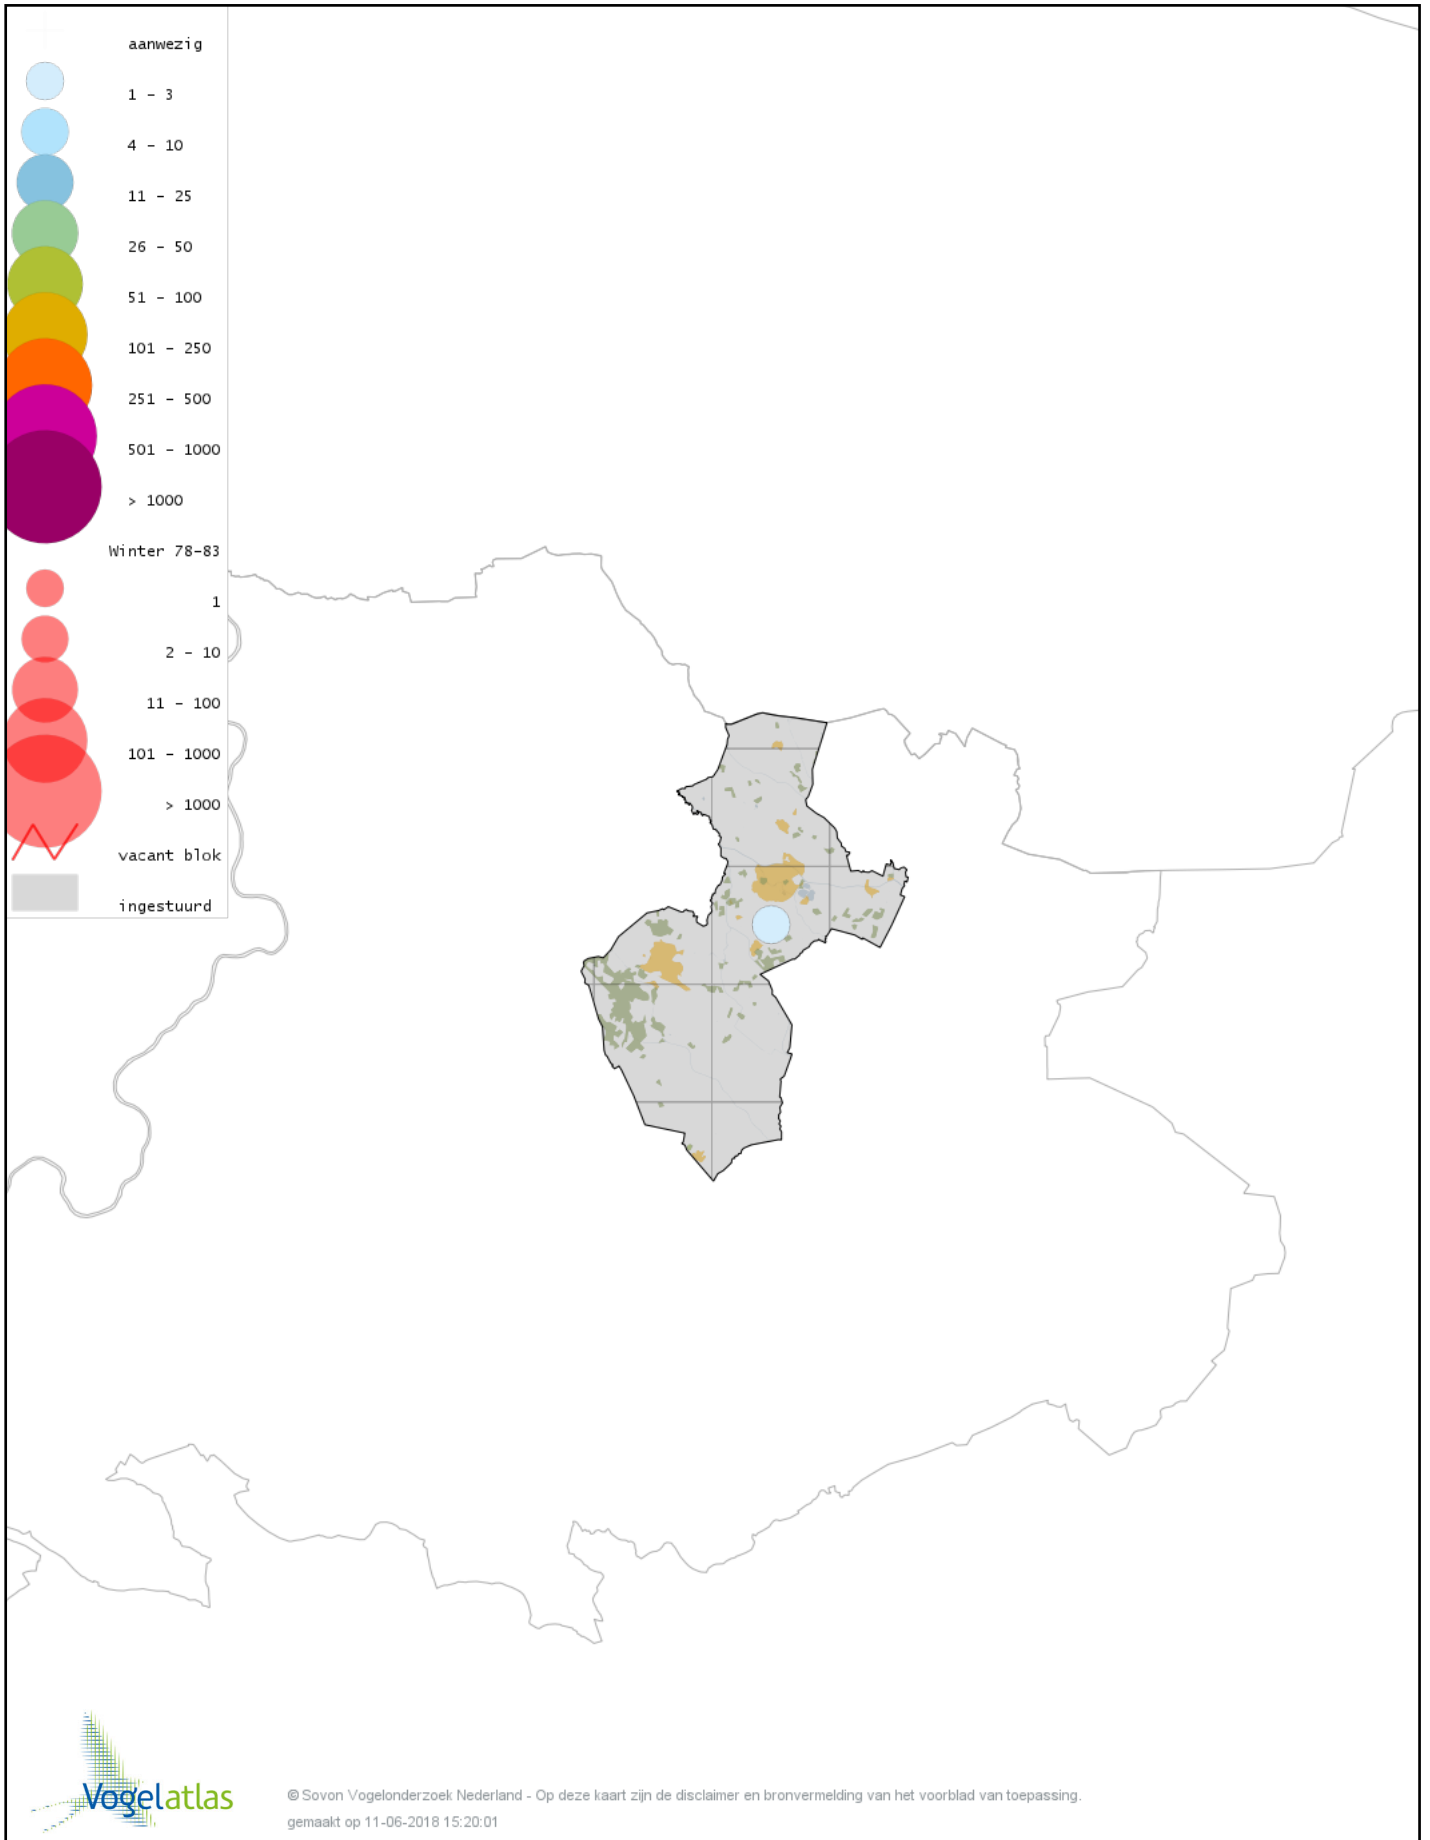 aanwezig
1 - 3
4 - 10
11 - 25
26 - 50
51 - 100
101 - 250
251 - 500
501 - 1000
> 1000
Winter 78-83
1
2 - 10
11 - 100
101 - 1000
> 1000
vacant blok
ingestuurd
Vogelatlas
© Sovon Vogelonderzoek Nederland - Op deze kaart zijn de disclaimer en bronvermelding van het voorblad van toepassing.
gemaakt op 11-06-2018 15:20:01